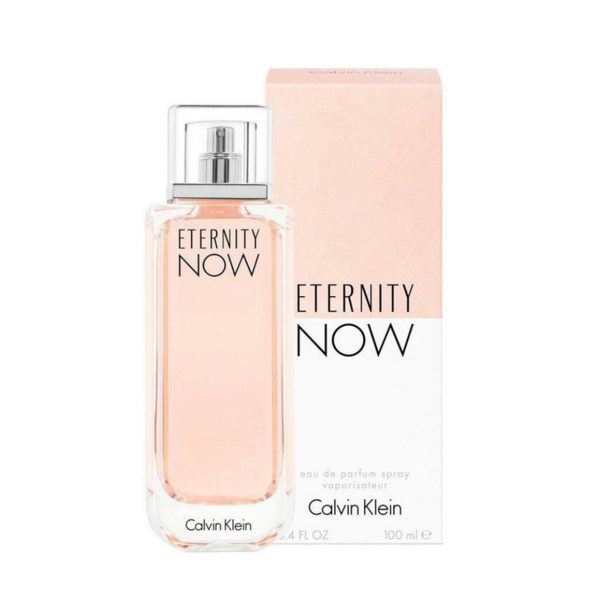 Calvin Klein
ETERNITY
NOW
Calvin Klein
ETERNITY
NOW
eau de parfum spray
vaporisateur
Calvin Klein
.4 FL OZ 100 ml e